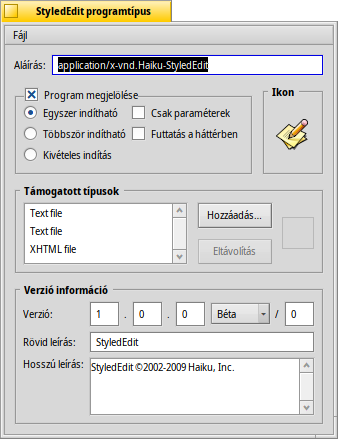 StyledEdit programtípus
Fájl
Aláírás: application/x-vnd.Haiku-StyledEdit
Program megjelölése
Ikon
Egyszer indítható Csak paraméterek
Többször indítható Futtatás a háttérben
Kivételes indítás
Támogatott típusok
Text file
Text file
XHTML file
Hozzáadás...
Eltávolítás
Verzió információ
Verzió: 1 . 0 . 0 Béta / 0
Rövid leírás: StyledEdit
Hosszú leírás: StyledEdit ©2002-2009 Haiku, Inc.